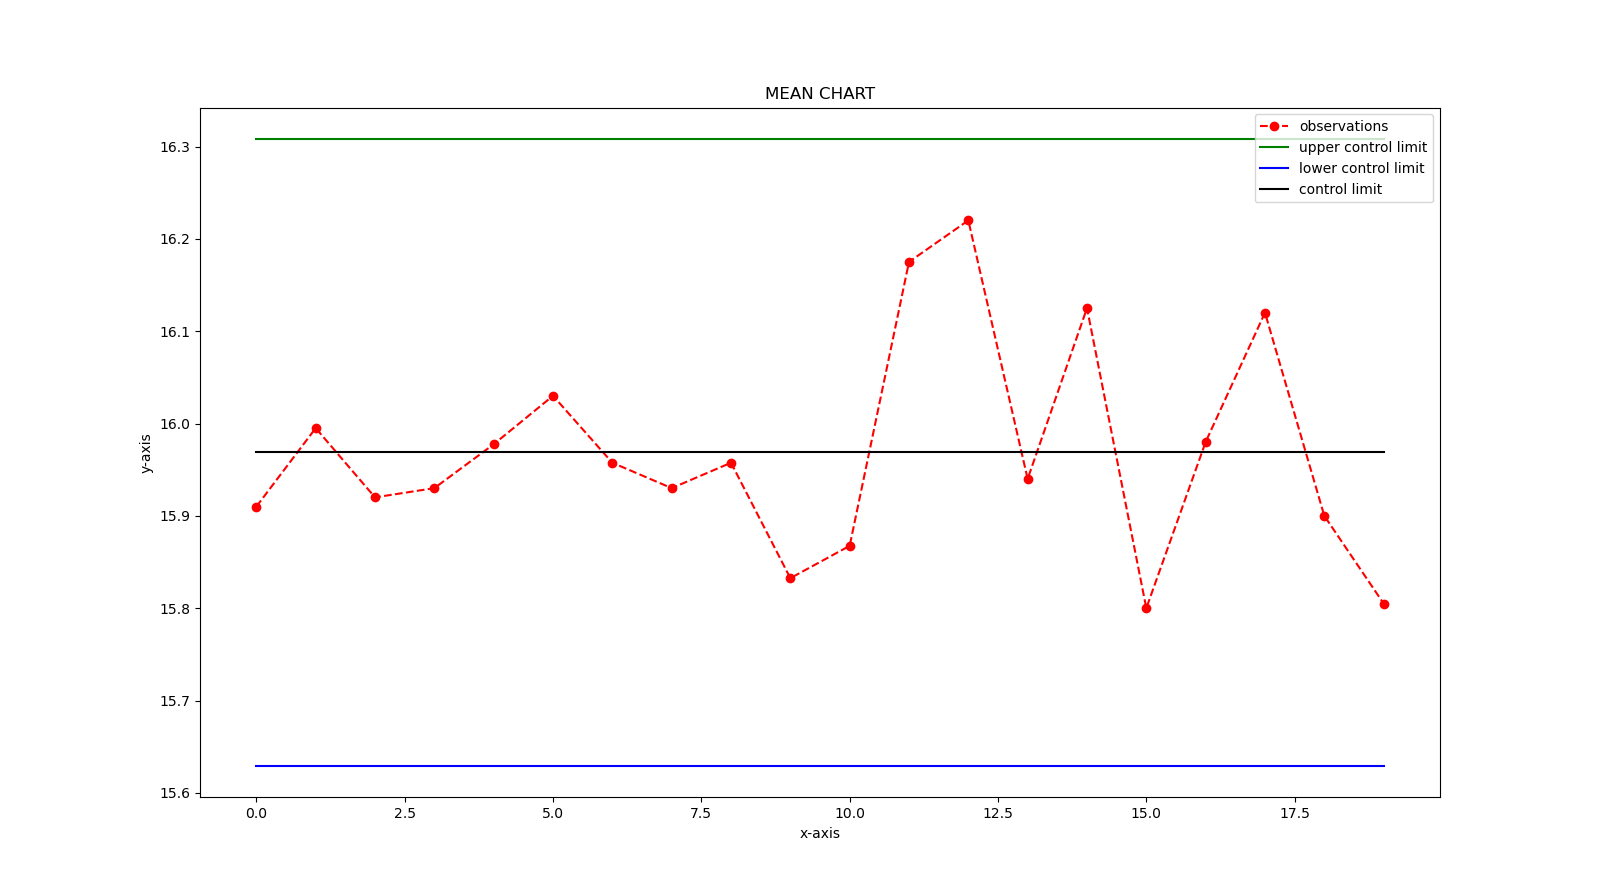 MEAN CHART
observations
upper control limit
lower control limit
control limit
16.3
16.2
16.1
16.0
15.9
15.8
15.7
15.6
y-axis
0.0 2.5 5.0 7.5 10.0 12.5 15.0 17.5
x-axis